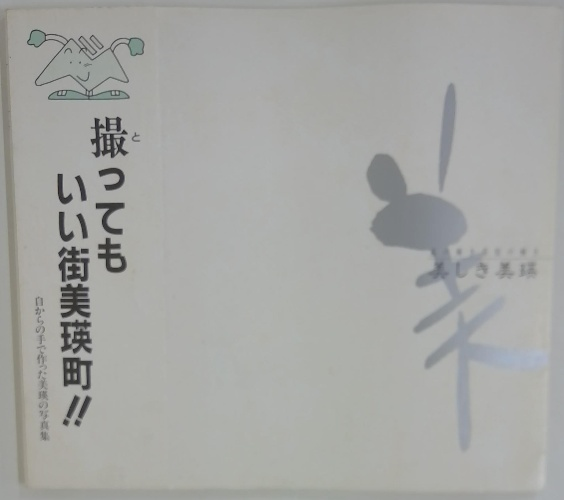 撮っても
いい街美瑛町!!
自からの手で作った美瑛の写真集
美しき美瑛